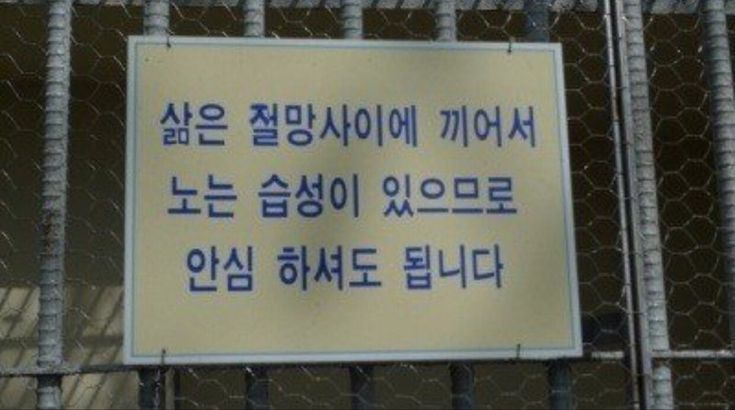 삶은 절망사이에 끼어서
노는 습성이 있으므로
안심 하셔도 됩니다